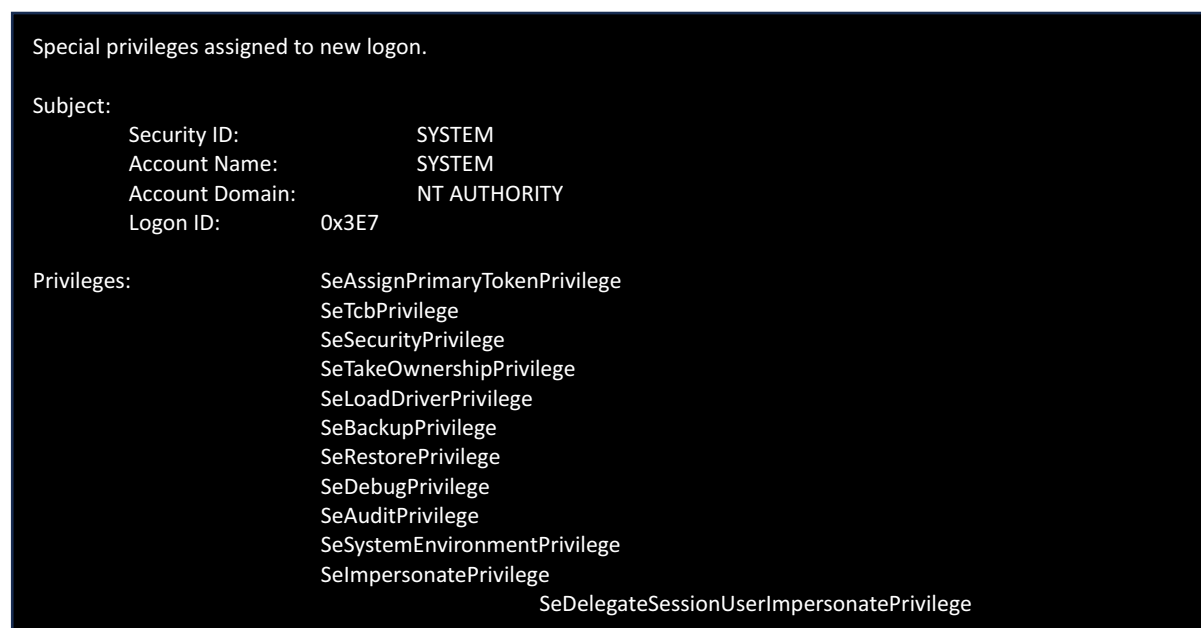 Special privileges assigned to new logon.
Subject:
Security ID: SYSTEM
Account Name: SYSTEM
Account Domain: NT AUTHORITY
Logon ID: 0x3E7
Privileges: SeAssignPrimaryTokenPrivilege
SeTcbPrivilege
SeSecurityPrivilege
SeTakeOwnershipPrivilege
SeLoadDriverPrivilege
SeBackupPrivilege
SeRestorePrivilege
SeDebugPrivilege
SeAuditPrivilege
SeSystemEnvironmentPrivilege
SeImpersonatePrivilege
SeDelegateSessionUserImpersonatePrivilege